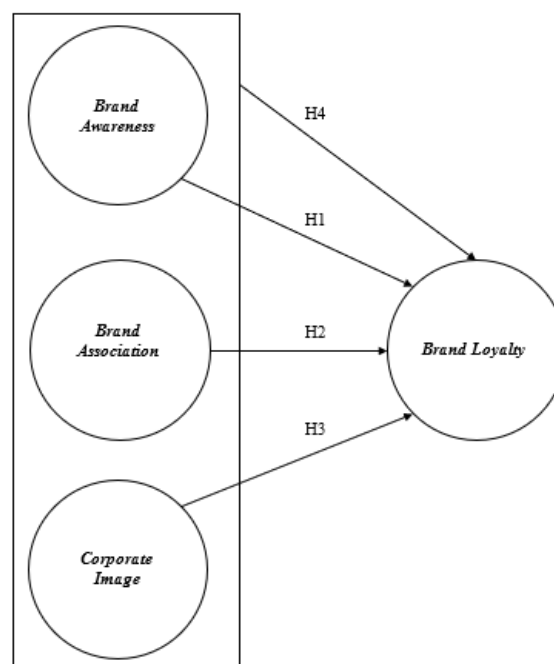 Brand
Awareness
H4
H1
Brand
Association
H2
Brand Loyalty
H3
Corporate
Image